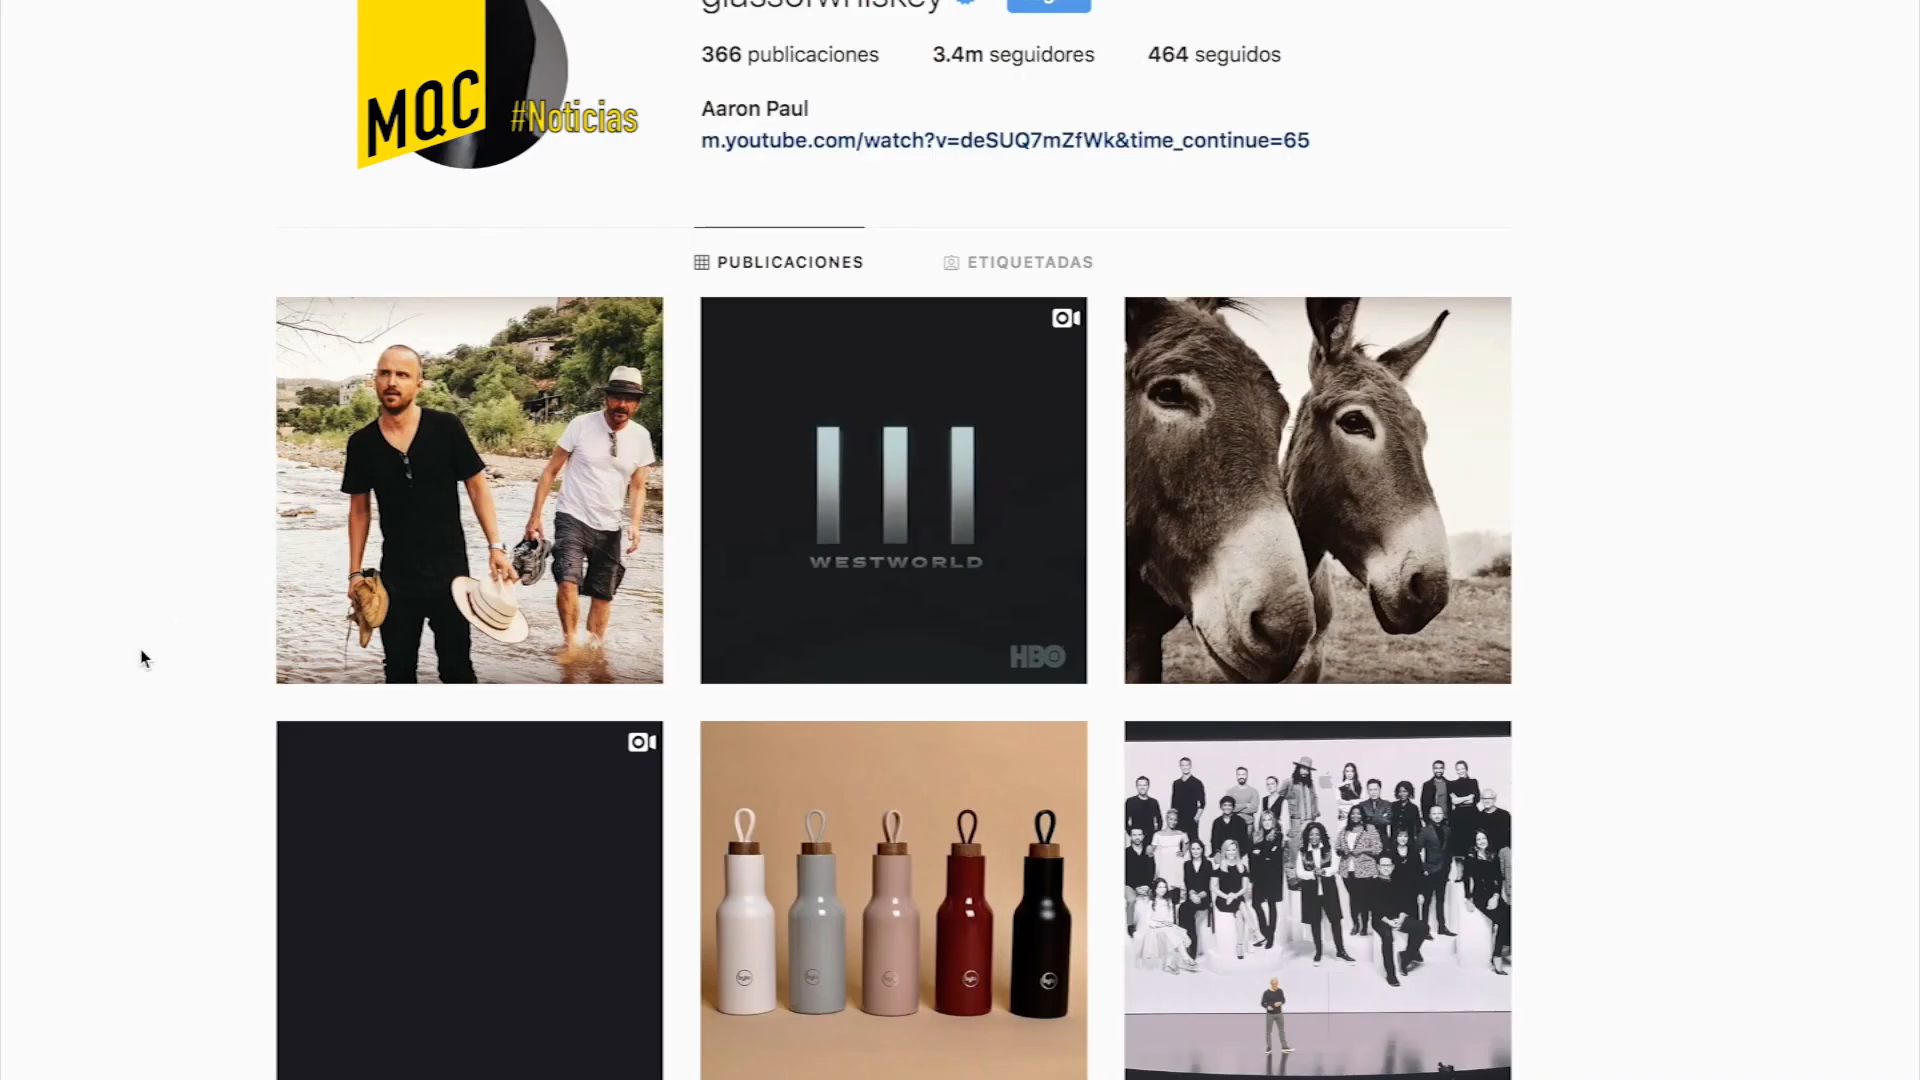 glassofwhiskey
366 publicaciones 3.4m seguidores 464 seguidos
MQC
#Noticias
Aaron Paul
m.youtube.com/watch?v=deSUQ7mZfWk&time_continue=65
PUBLICACIONES ETIQUETADAS
WESTWORLD
HBO